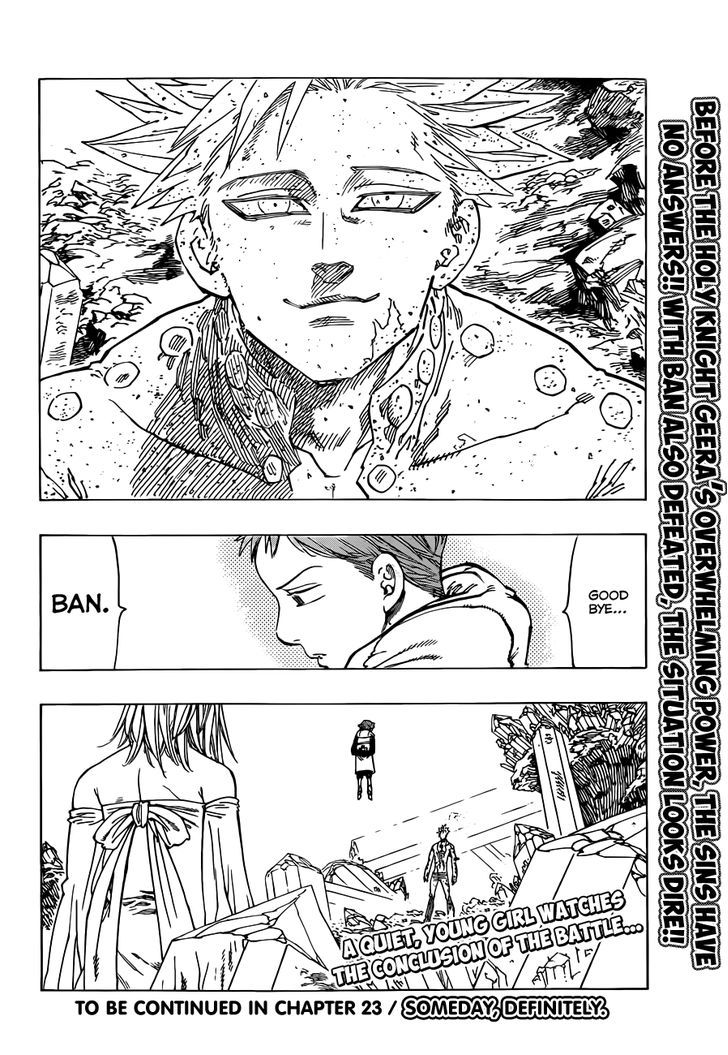 BEFORE THE HOLY KNIGHT GEERA'S OVERWHELMING POWER, THE SINS HAVE
NO ANSWERS!! WITH BAN ALSO DEFEATED, THE SITUATION LOOKS DIRE!!
GOOD
BYE...
BAN.
A QUIET, YOUNG GIRL WATCHES
THE CONCLUSION OF THE BATTLE...
TO BE CONTINUED IN CHAPTER 23 / SOMEDAY, DEFINITELY.